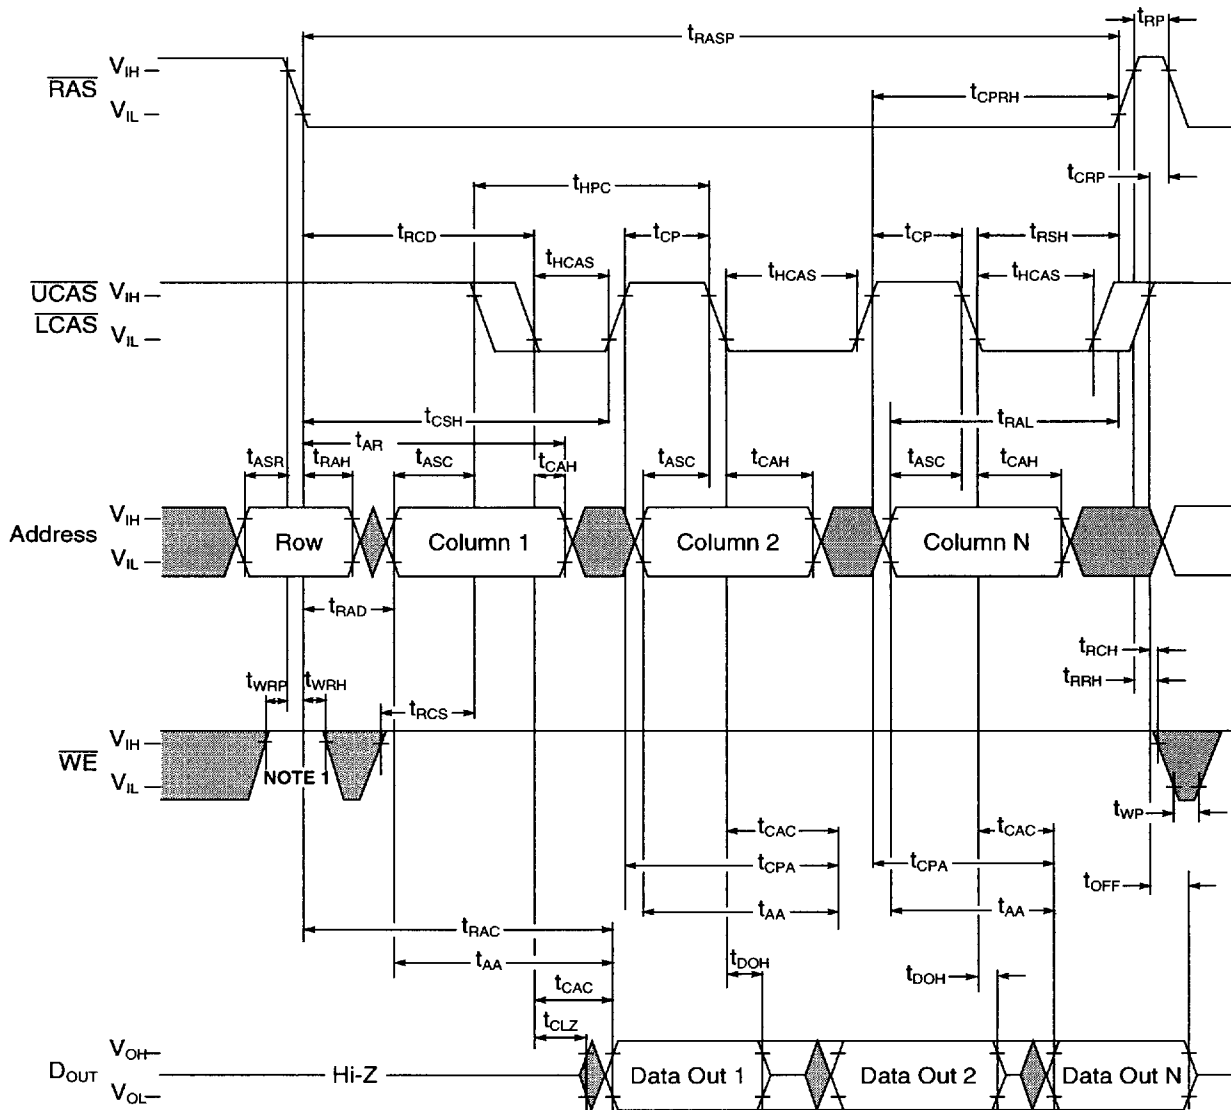 tRP
tRASP
RAS VIH
VIL
tCPRH
tCRP
tHPC
tRCD tCP tCP tRSH
tHCAS tHCAS tHCAS
UCAS VIH
LCAS VIL
tCSH tRAL
tAR
tASR tRAH tASC tCAH tASC tCAH tASC tCAH
Address VIH
VIL
Row Column 1 Column 2 Column N
tRAD
tRCH
tRRH
tWRP tWRH
tRCS
WE VIH
VIL
NOTE 1
tWP
tCAC tCAC
tCPA tCPA
tOFF
tAA tAA
tRAC
tAA tDOH tDOH
tCAC
tCLZ
DOUT VOH
VOL
Hi-Z Data Out 1 Data Out 2 Data Out N